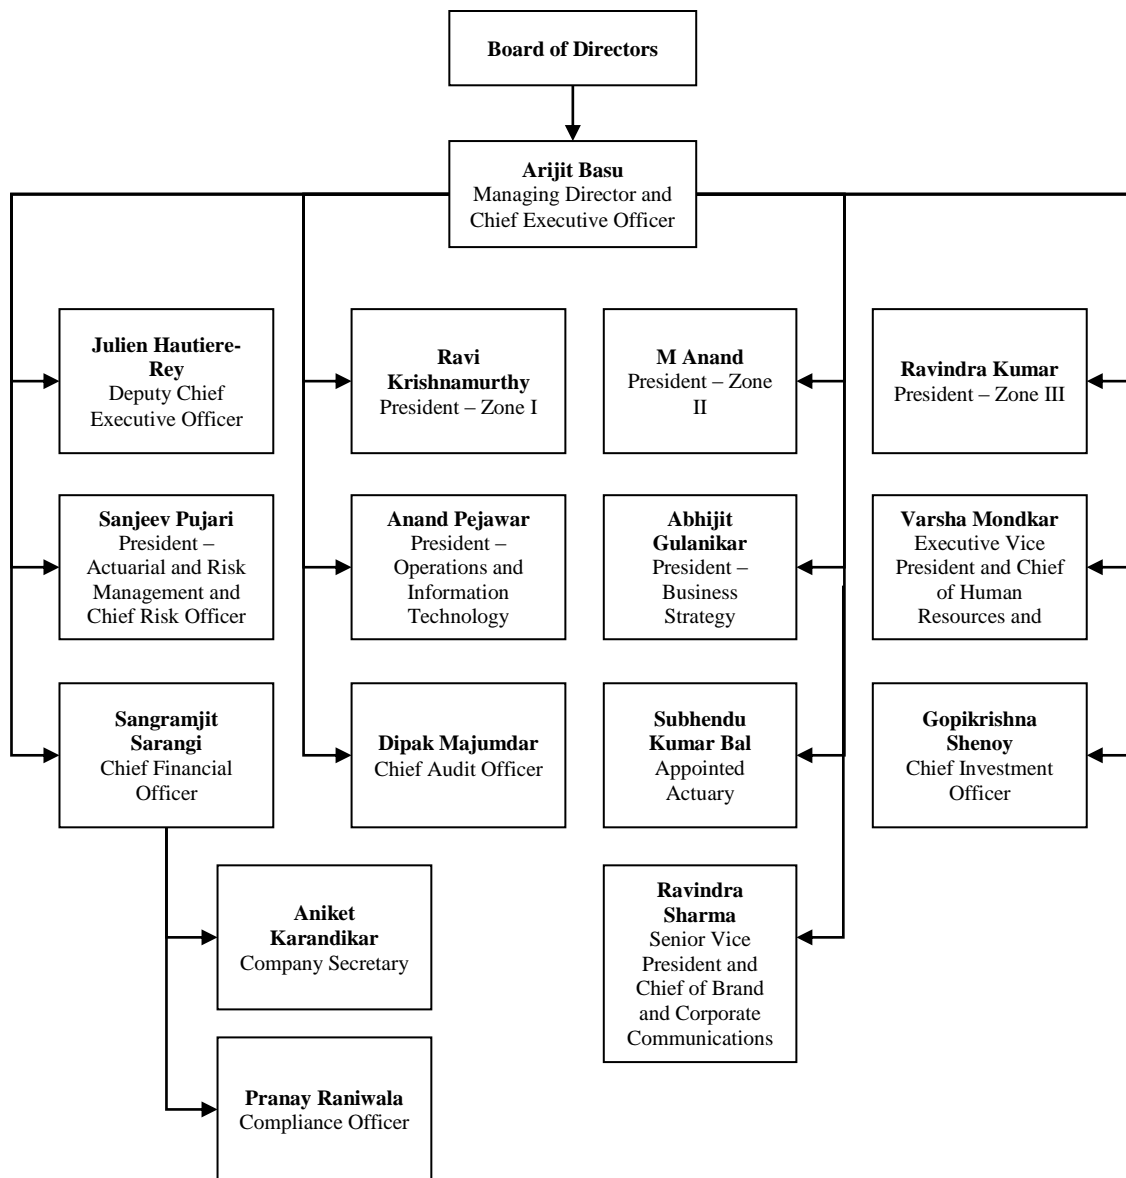 Board of Directors
Arijit Basu
Managing Director and
Chief Executive Officer
Julien Hautiere-
Rey
Deputy Chief
Executive Officer
Ravi
Krishnamurthy
President – Zone I
M Anand
President – Zone
II
Ravindra Kumar
President – Zone III
Sanjeev Pujari
President –
Actuarial and Risk
Management and
Chief Risk Officer
Anand Pejawar
President –
Operations and
Information
Technology
Abhijit
Gulanikar
President –
Business
Strategy
Varsha Mondkar
Executive Vice
President and Chief
of Human
Resources and
Sangramjit
Sarangi
Chief Financial
Officer
Dipak Majumdar
Chief Audit Officer
Subhendu
Kumar Bal
Appointed
Actuary
Gopikrishna
Shenoy
Chief Investment
Officer
Aniket
Karandikar
Company Secretary
Ravindra
Sharma
Senior Vice
President and
Chief of Brand
and Corporate
Communications
Pranay Raniwala
Compliance Officer